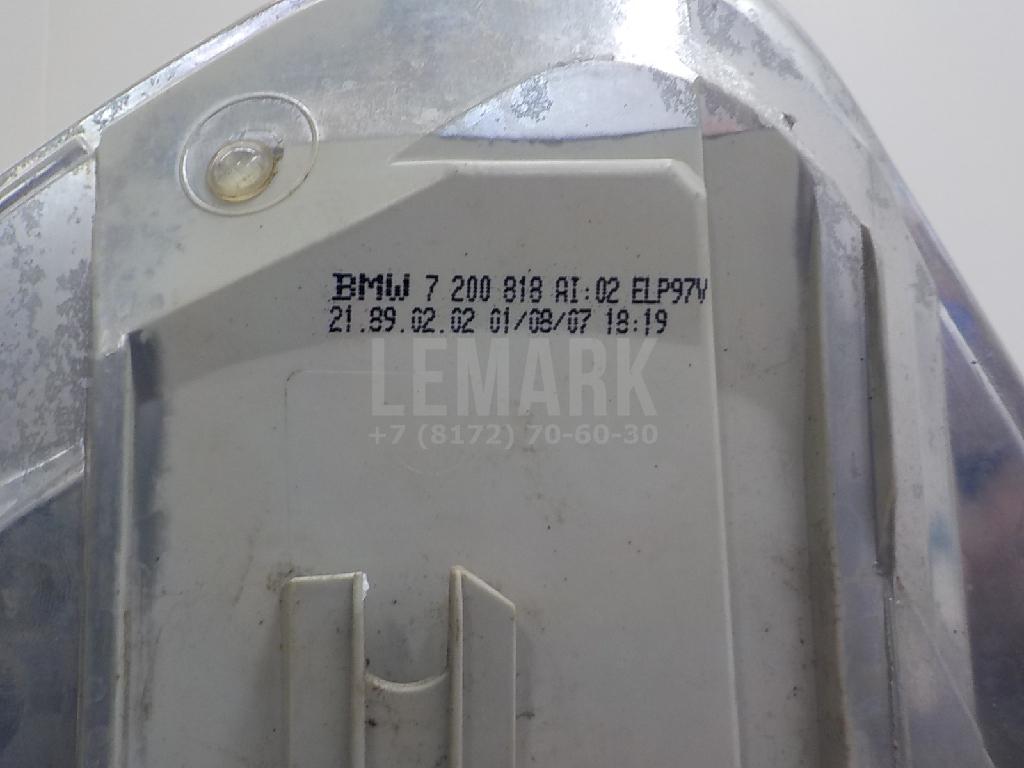 BMW 7 200 818 AI:02 ELP97V
21.89.02.02 01/08/07 18:19
LEMARK
+7 (8172) 70-60-30